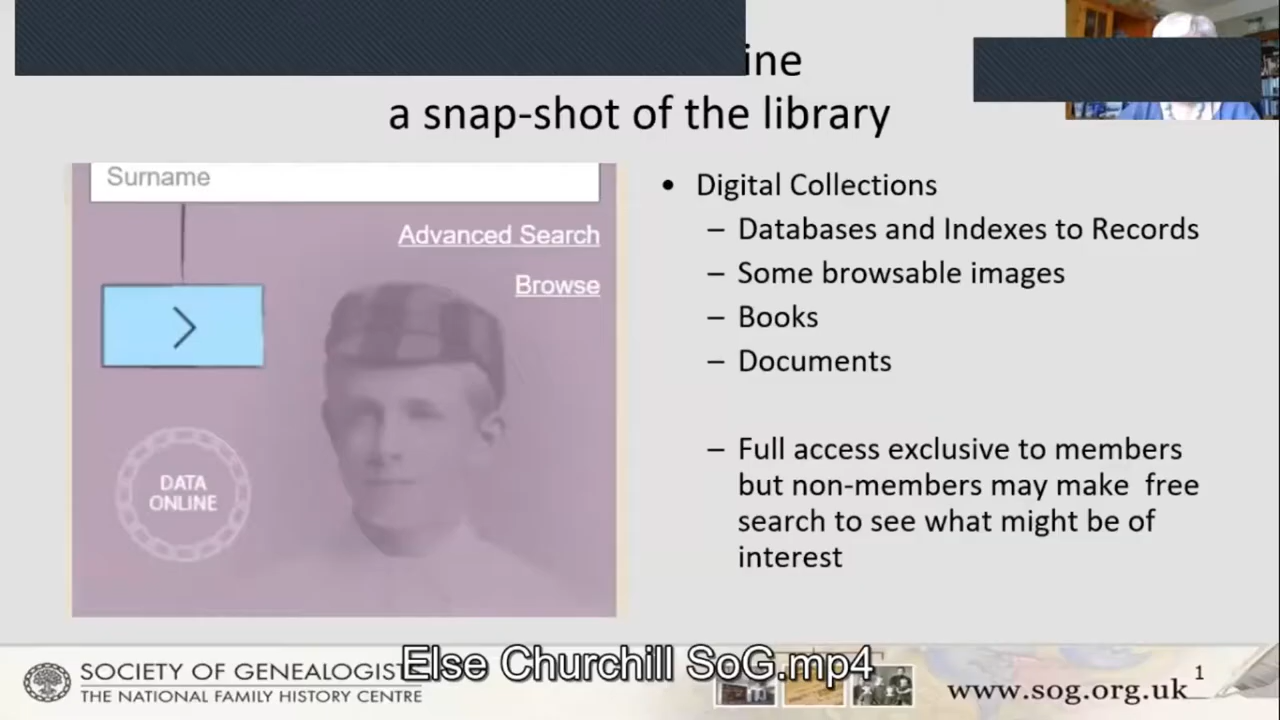 ine
a snap-shot of the library
Surname
Advanced Search
Browse
DATA
ONLINE
• Digital Collections
– Databases and Indexes to Records
– Some browsable images
– Books
– Documents
– Full access exclusive to members
but non-members may make free
search to see what might be of
interest
SOCIETY OF GENEALOGIST
THE NATIONAL FAMILY HISTORY CENTRE
Else Churchill SoG.mp4
www.sog.org.uk
1